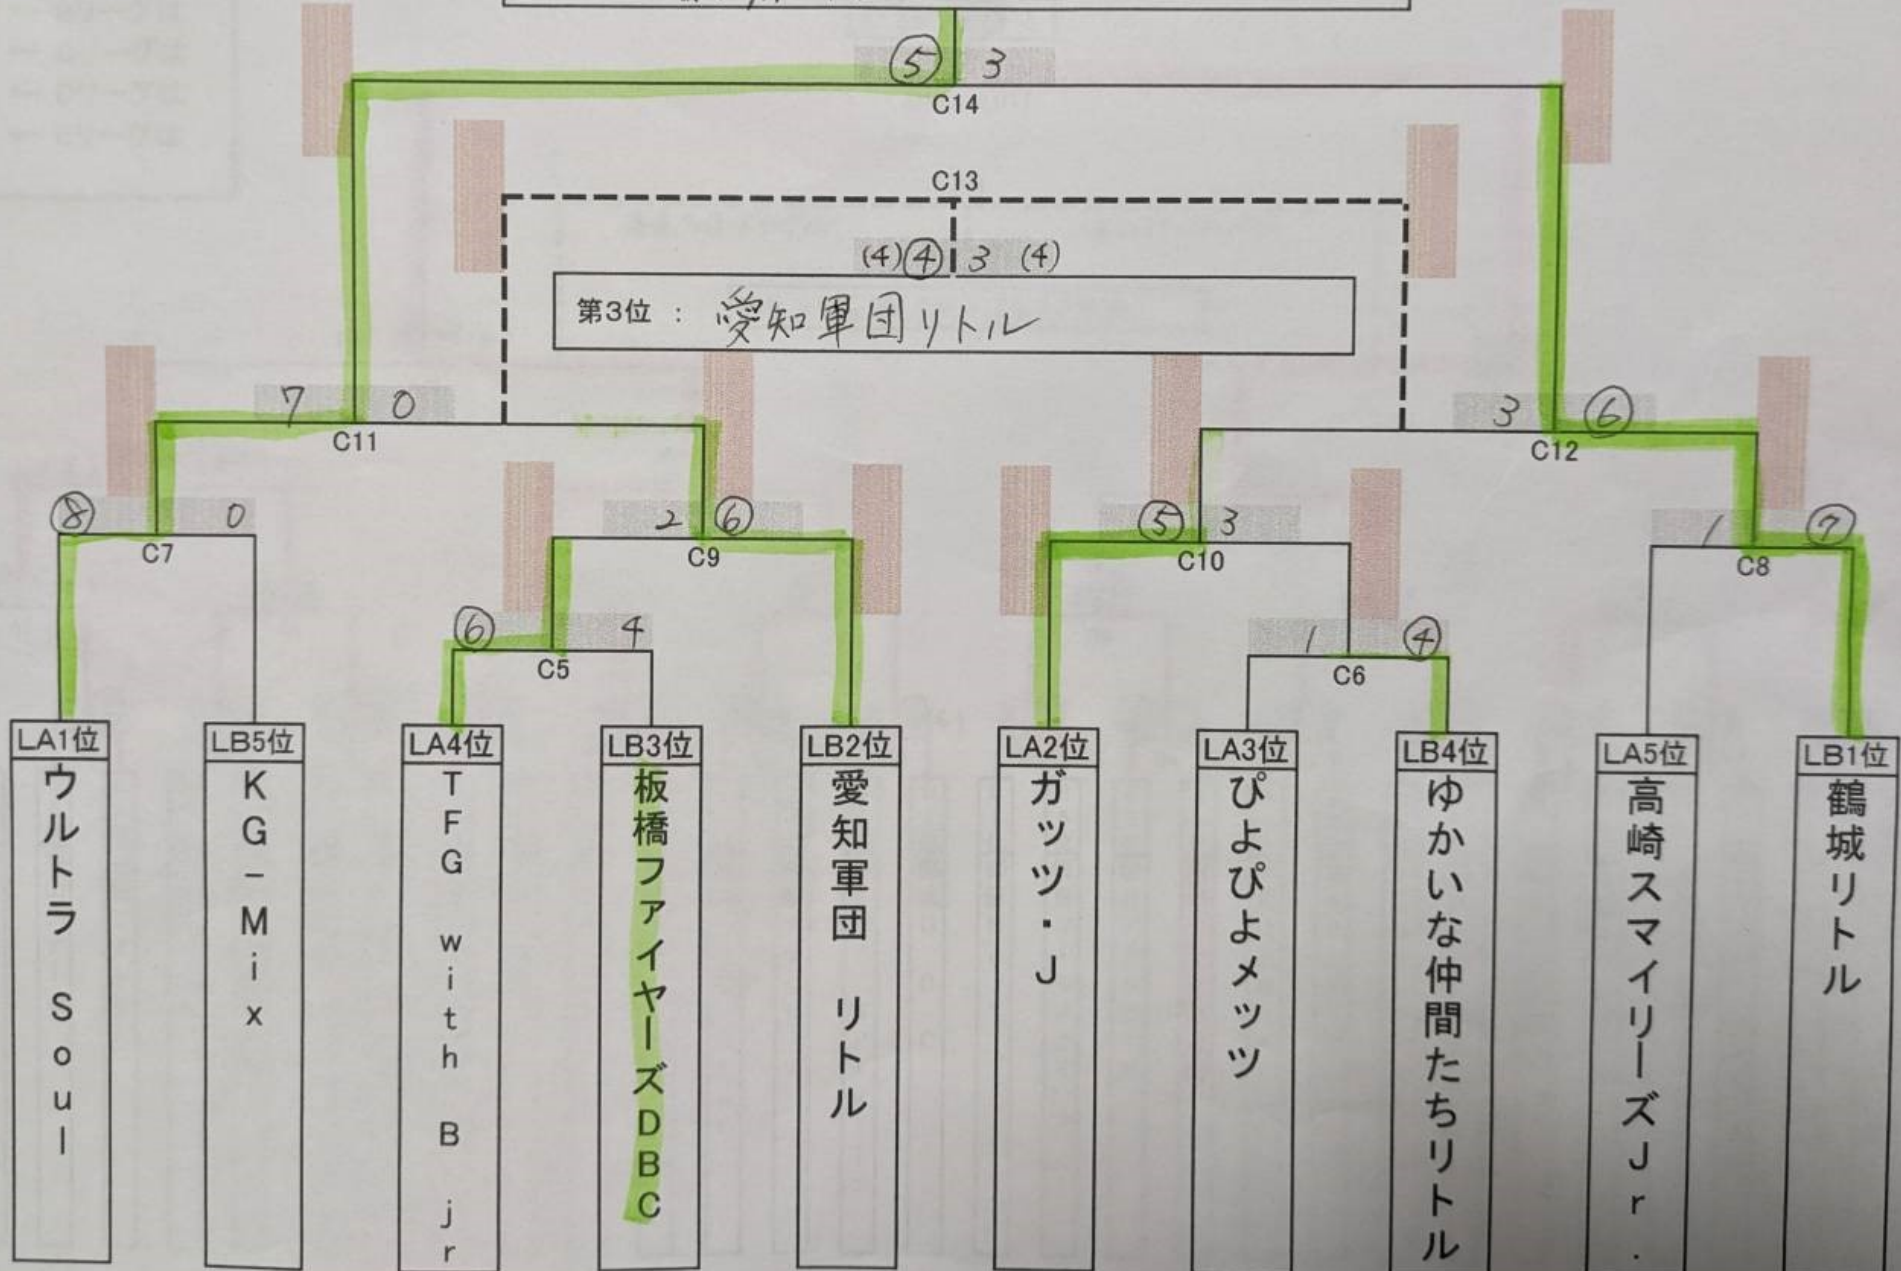 ⑤ 3
C14
C13
(4)④ 3 (4)
第3位 : 愛知軍団リトル
7 0
C11
3 ⑥
C12
⑧ 0
C7
2 ⑥
C9
⑤ 3
C10
1 ⑦
C8
⑥ 4
C5
1 ④
C6
LA1位
ウルトラ Soul
LB5位
KG-Mix
LA4位
TFG with B jr
LB3位
板橋ファイヤーズDBC
LB2位
愛知軍団 リトル
LA2位
ガッツ・J
LA3位
ぴよぴよメッツ
LB4位
ゆかいな仲間たちリトル
LA5位
高崎スマイリーズJr.
LB1位
鶴城リトル